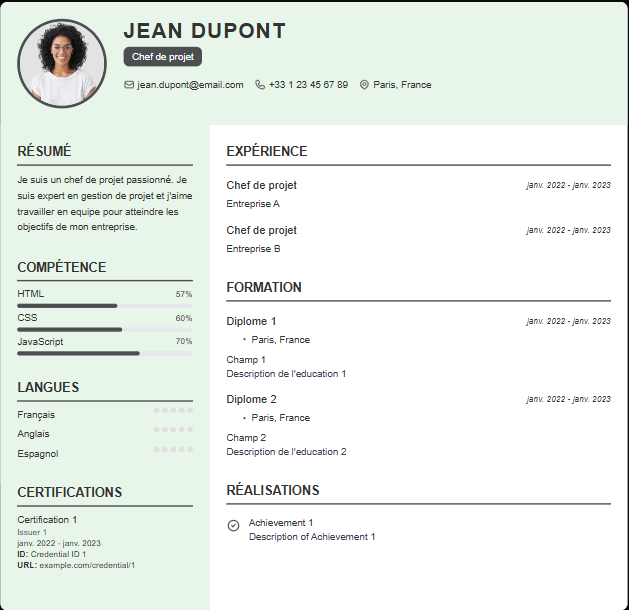 JEAN DUPONT
Chef de projet
jean.dupont@email.com +33 1 23 45 67 89 Paris, France
RÉSUMÉ
Je suis un chef de projet passionné. Je
suis expert en gestion de projet et j'aime
travailler en equipe pour atteindre les
objectifs de mon entreprise.
COMPÉTENCE
HTML 57%
CSS 60%
JavaScript 70%
LANGUES
Français
Anglais
Espagnol
CERTIFICATIONS
Certification 1
Issuer 1
janv. 2022 - janv. 2023
ID: Credential ID 1
URL: example.com/credential/1
EXPÉRIENCE
Chef de projet janv. 2022 - janv. 2023
Entreprise A
Chef de projet janv. 2022 - janv. 2023
Entreprise B
FORMATION
Diplome 1 janv. 2022 - janv. 2023
• Paris, France
Champ 1
Description de l'education 1
Diplome 2 janv. 2022 - janv. 2023
• Paris, France
Champ 2
Description de l'education 2
RÉALISATIONS
Achievement 1
Description of Achievement 1